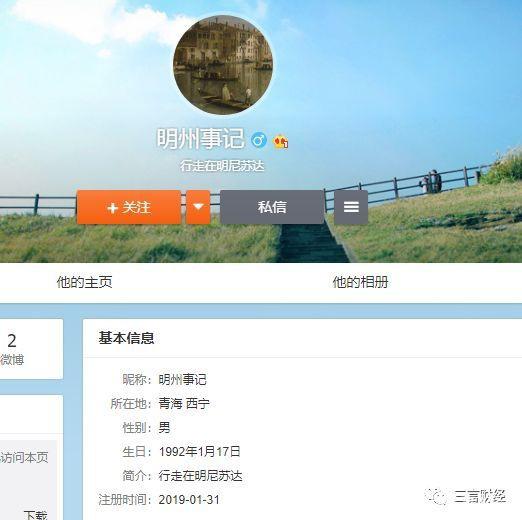 明州事记
行走在明尼苏达
+关注
私信
他的主页
他的相册
2
微博
基本信息
昵称：明州事记
所在地：青海 西宁
性别：男
生日：1992年1月17日
访问本页
简介：行走在明尼苏达
注册时间：2019-01-31
下载
三言财经